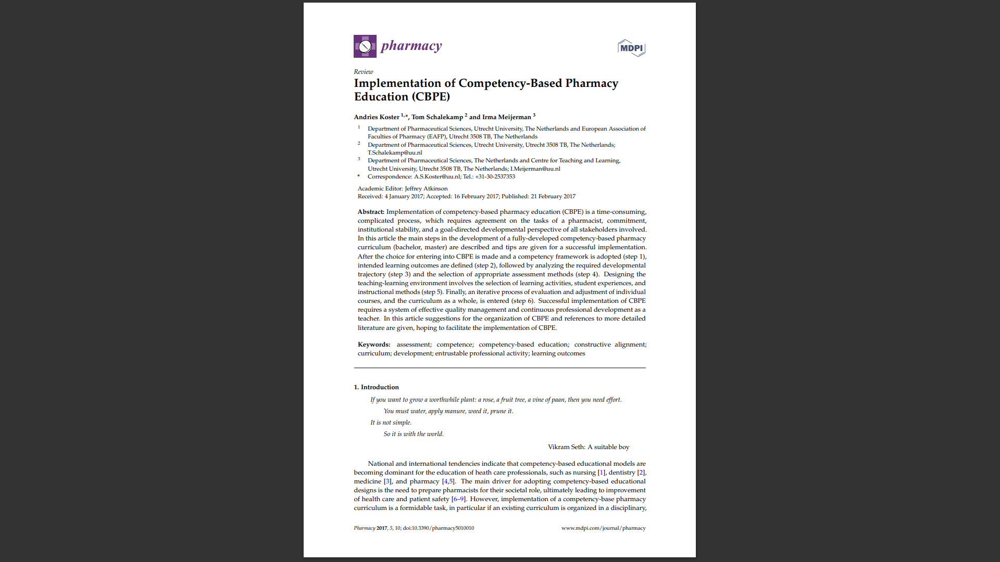 pharmacy
MDPI
Review
Implementation of Competency-Based Pharmacy
Education (CBPE)
Andries Koster 1,*, Tom Schalekamp 2 and Irma Meijerman 3
1 Department of Pharmaceutical Sciences, Utrecht University, The Netherlands and European Association of
Faculties of Pharmacy (EAFP), Utrecht 3508 TB, The Netherlands
2 Department of Pharmaceutical Sciences, Utrecht University, Utrecht 3508 TB, The Netherlands;
T.Schalekamp@uu.nl
3 Department of Pharmaceutical Sciences, The Netherlands and Centre for Teaching and Learning,
Utrecht University, Utrecht 3508 TB, The Netherlands; I.Meijerman@uu.nl
* Correspondence: A.S.Koster@uu.nl; Tel.: +31-30-2537353
Academic Editor: Jeffrey Atkinson
Received: 4 January 2017; Accepted: 16 February 2017; Published: 21 February 2017
Abstract: Implementation of competency-based pharmacy education (CBPE) is a time-consuming,
complicated process, which requires agreement on the tasks of a pharmacist, commitment,
institutional stability, and a goal-directed developmental perspective of all stakeholders involved.
In this article the main steps in the development of a fully-developed competency-based pharmacy
curriculum (bachelor, master) are described and tips are given for a successful implementation.
After the choice for entering into CBPE is made and a competency framework is adopted (step 1),
intended learning outcomes are defined (step 2), followed by analyzing the required developmental
trajectory (step 3) and the selection of appropriate assessment methods (step 4). Designing the
teaching-learning environment involves the selection of learning activities, student experiences, and
instructional methods (step 5). Finally, an iterative process of evaluation and adjustment of individual
courses, and the curriculum as a whole, is entered (step 6). Successful implementation of CBPE
requires a system of effective quality management and continuous professional development as a
teacher. In this article suggestions for the organization of CBPE and references to more detailed
literature are given, hoping to facilitate the implementation of CBPE.
Keywords: assessment; competence; competency-based education; constructive alignment;
curriculum; development; entrustable professional activity; learning outcomes
1. Introduction
If you want to grow a worthwhile plant: a rose, a fruit tree, a vine of paan, then you need effort.
You must water, apply manure, weed it, prune it.
It is not simple.
So it is with the world.
Vikram Seth: A suitable boy
National and international tendencies indicate that competency-based educational models are
becoming dominant for the education of heath care professionals, such as nursing [1], dentistry [2],
medicine [3], and pharmacy [4,5]. The main driver for adopting competency-based educational
designs is the need to prepare pharmacists for their societal role, ultimately leading to improvement
of health care and patient safety [6–9]. However, implementation of a competency-base pharmacy
curriculum is a formidable task, in particular if an existing curriculum is organized in a disciplinary,
Pharmacy 2017, 5, 10; doi:10.3390/pharmacy5010010
www.mdpi.com/journal/pharmacy